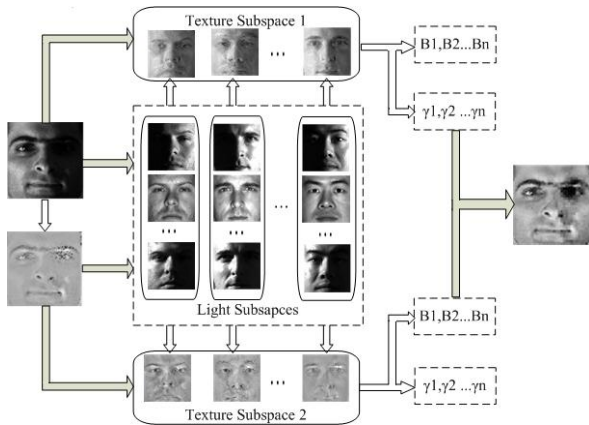 Texture Subspace 1
...
B1,B2...Bn
γ1,γ2 ...γn
...
... ... ...
Light Subsapces
B1,B2...Bn
...
γ1,γ2 ...γn
Texture Subspace 2